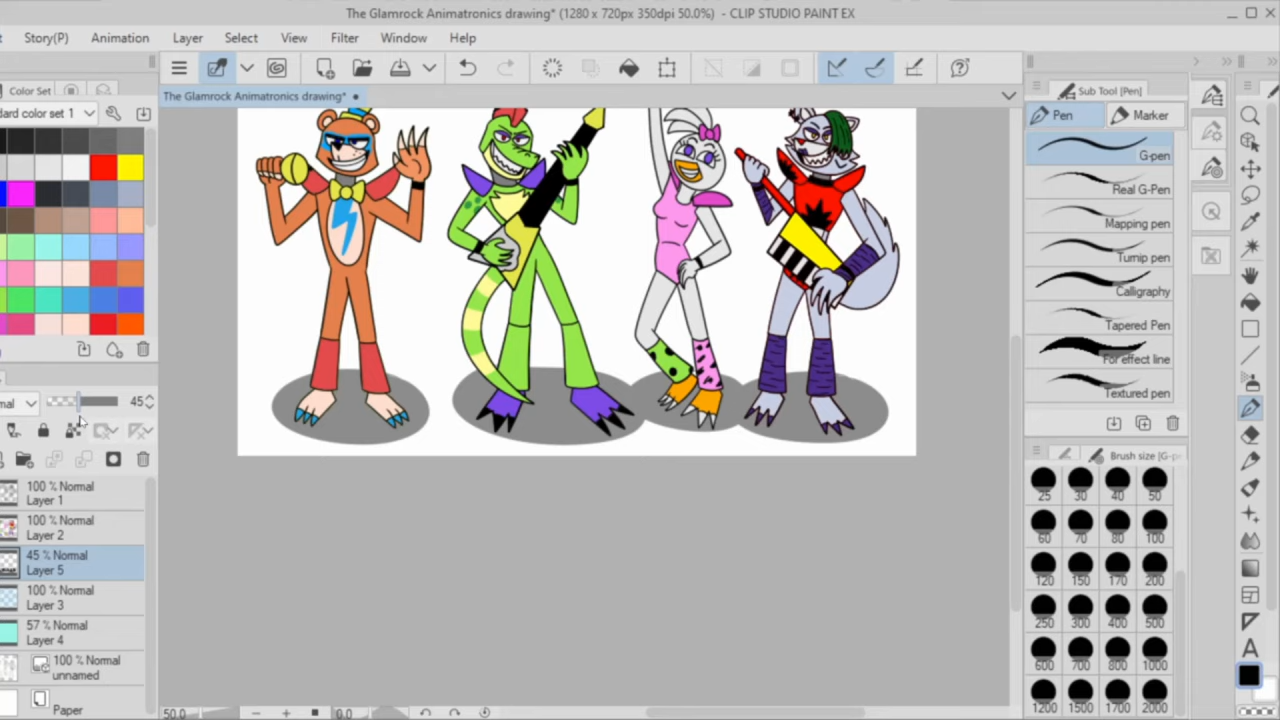 The Glamrock Animatronics drawing* (1280 x 720px 350dpi 50.0%) - CLIP STUDIO PAINT EX
Story(P) Animation Layer Select View Filter Window Help
The Glamrock Animatronics drawing*
Color Set
dard color set 1
mal 45
100 % Normal
Layer 1
100 % Normal
Layer 2
45 % Normal
Layer 5
100 % Normal
Layer 3
57 % Normal
Layer 4
100 % Normal
unnamed
Paper
50.0
0.0
Sub Tool [Pen]
Pen Marker
G-pen
Real G-Pen
Mapping pen
Turnip pen
Calligraphy
Tapered Pen
For effect line
Textured pen
Brush size [G-p
25 30 40 50
60 70 80 100
120 150 170 200
250 300 400 500
600 700 800 1000
1200 1500 1700 2000
A